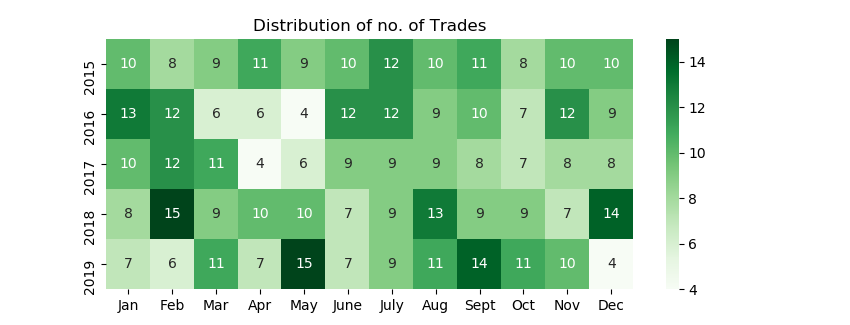 Distribution of no. of Trades
2015 10 8 9 11 9 10 12 10 11 8 10 10
2016 13 12 6 6 4 12 12 9 10 7 12 9
2017 10 12 11 4 6 9 9 9 8 7 8 8
2018 8 15 9 10 10 7 9 13 9 9 7 14
2019 7 6 11 7 15 7 9 11 14 11 10 4
Jan Feb Mar Apr May June July Aug Sept Oct Nov Dec
14
12
10
8
6
4